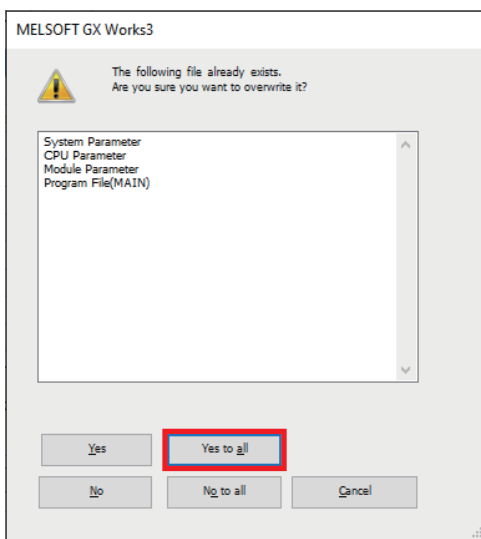 MELSOFT GX Works3
The following file already exists.
Are you sure you want to overwrite it?
System Parameter
CPU Parameter
Module Parameter
Program File(MAIN)
Yes
Yes to all
No
No to all
Cancel